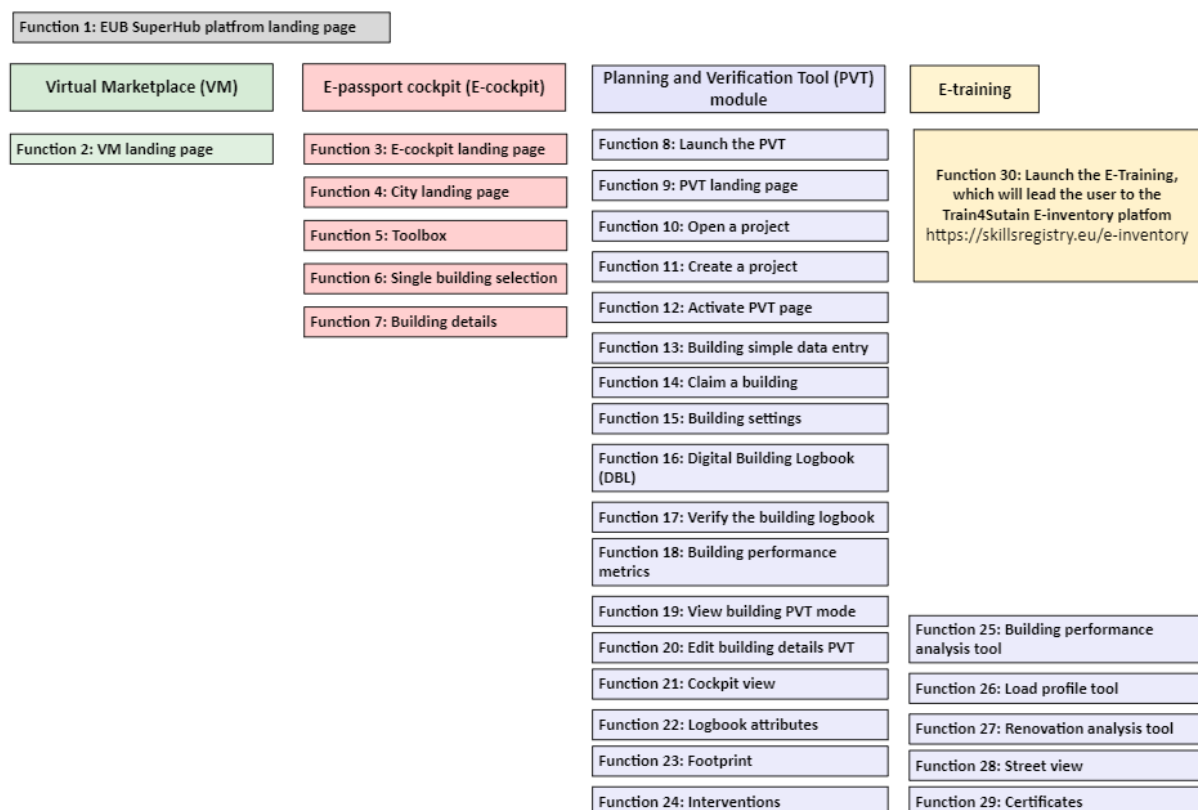 Function 1: EUB SuperHub platfrom landing page
Virtual Marketplace (VM)
Function 2: VM landing page
E-passport cockpit (E-cockpit)
Function 3: E-cockpit landing page
Function 4: City landing page
Function 5: Toolbox
Function 6: Single building selection
Function 7: Building details
Planning and Verification Tool (PVT)
module
Function 8: Launch the PVT
Function 9: PVT landing page
Function 10: Open a project
Function 11: Create a project
Function 12: Activate PVT page
Function 13: Building simple data entry
Function 14: Claim a building
Function 15: Building settings
Function 16: Digital Building Logbook
(DBL)
Function 17: Verify the building logbook
Function 18: Building performance
metrics
Function 19: View building PVT mode
Function 20: Edit building details PVT
Function 21: Cockpit view
Function 22: Logbook attributes
Function 23: Footprint
Function 24: Interventions
E-training
Function 30: Launch the E-Training,
which will lead the user to the
Train4Sutain E-inventory platfom
https://skillsregistry.eu/e-inventory
Function 25: Building performance
analysis tool
Function 26: Load profile tool
Function 27: Renovation analysis tool
Function 28: Street view
Function 29: Certificates